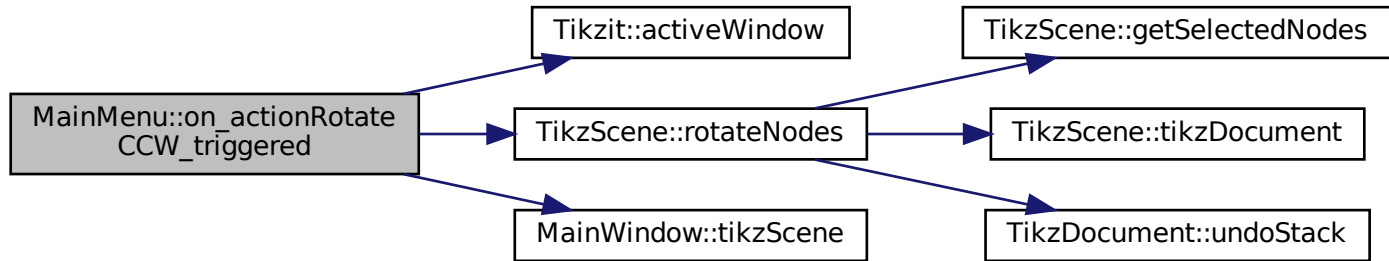 MainMenu::on_actionRotate
CCW_triggered
Tikzit::activeWindow
TikzScene::rotateNodes
MainWindow::tikzScene
TikzScene::getSelectedNodes
TikzScene::tikzDocument
TikzDocument::undoStack